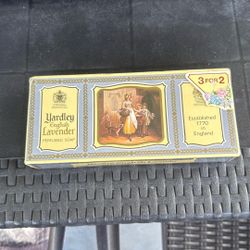 3 FOR 2
Yardley
English
Lavender
PERFUMED SOAP
Established
1770
in
England